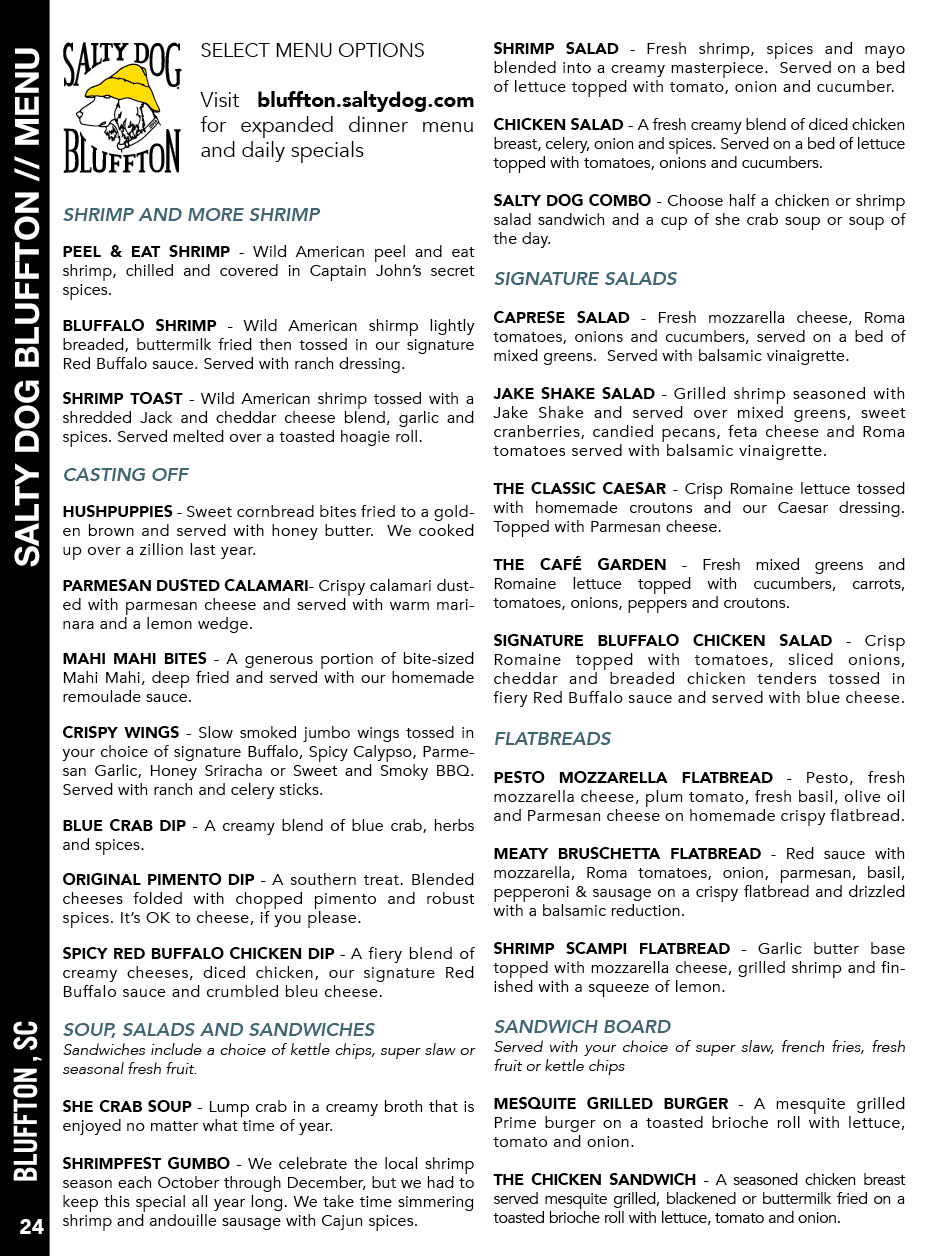 SALTY DOG BLUFFTON // MENU
BLUFFTON , SC
24
SALTY DOG
BLUFFTON
SELECT MENU OPTIONS
Visit bluffton.saltydog.com
for expanded dinner menu
and daily specials
SHRIMP AND MORE SHRIMP
PEEL & EAT SHRIMP - Wild American peel and eat
shrimp, chilled and covered in Captain John's secret
spices.
BLUFFALO SHRIMP - Wild American shirmp lightly
breaded, buttermilk fried then tossed in our signature
Red Buffalo sauce. Served with ranch dressing.
SHRIMP TOAST - Wild American shrimp tossed with a
shredded Jack and cheddar cheese blend, garlic and
spices. Served melted over a toasted hoagie roll.
CASTING OFF
HUSHPUPPIES - Sweet cornbread bites fried to a gold-
en brown and served with honey butter. We cooked
up over a zillion last year.
PARMESAN DUSTED CALAMARI- Crispy calamari dust-
ed with parmesan cheese and served with warm mari-
nara and a lemon wedge.
MAHI MAHI BITES - A generous portion of bite-sized
Mahi Mahi, deep fried and served with our homemade
remoulade sauce.
CRISPY WINGS - Slow smoked jumbo wings tossed in
your choice of signature Buffalo, Spicy Calypso, Parme-
san Garlic, Honey Sriracha or Sweet and Smoky BBQ.
Served with ranch and celery sticks.
BLUE CRAB DIP - A creamy blend of blue crab, herbs
and spices.
ORIGINAL PIMENTO DIP - A southern treat. Blended
cheeses folded with chopped pimento and robust
spices. It's OK to cheese, if you please.
SPICY RED BUFFALO CHICKEN DIP - A fiery blend of
creamy cheeses, diced chicken, our signature Red
Buffalo sauce and crumbled bleu cheese.
SOUP, SALADS AND SANDWICHES
Sandwiches include a choice of kettle chips, super slaw or
seasonal fresh fruit.
SHE CRAB SOUP - Lump crab in a creamy broth that is
enjoyed no matter what time of year.
SHRIMPFEST GUMBO - We celebrate the local shrimp
season each October through December, but we had to
keep this special all year long. We take time simmering
shrimp and andouille sausage with Cajun spices.
SHRIMP SALAD - Fresh shrimp, spices and mayo
blended into a creamy masterpiece. Served on a bed
of lettuce topped with tomato, onion and cucumber.
CHICKEN SALAD - A fresh creamy blend of diced chicken
breast, celery, onion and spices. Served on a bed of lettuce
topped with tomatoes, onions and cucumbers.
SALTY DOG COMBO - Choose half a chicken or shrimp
salad sandwich and a cup of she crab soup or soup of
the day.
SIGNATURE SALADS
CAPRESE SALAD - Fresh mozzarella cheese, Roma
tomatoes, onions and cucumbers, served on a bed of
mixed greens. Served with balsamic vinaigrette.
JAKE SHAKE SALAD - Grilled shrimp seasoned with
Jake Shake and served over mixed greens, sweet
cranberries, candied pecans, feta cheese and Roma
tomatoes served with balsamic vinaigrette.
THE CLASSIC CAESAR - Crisp Romaine lettuce tossed
with homemade croutons and our Caesar dressing.
Topped with Parmesan cheese.
THE CAFÉ GARDEN - Fresh mixed greens and
Romaine lettuce topped with cucumbers, carrots,
tomatoes, onions, peppers and croutons.
SIGNATURE BLUFFALO CHICKEN SALAD - Crisp
Romaine topped with tomatoes, sliced onions,
cheddar and breaded chicken tenders tossed in
fiery Red Buffalo sauce and served with blue cheese.
FLATBREADS
PESTO MOZZARELLA FLATBREAD - Pesto, fresh
mozzarella cheese, plum tomato, fresh basil, olive oil
and Parmesan cheese on homemade crispy flatbread.
MEATY BRUSCHETTA FLATBREAD - Red sauce with
mozzarella, Roma tomatoes, onion, parmesan, basil,
pepperoni & sausage on a crispy flatbread and drizzled
with a balsamic reduction.
SHRIMP SCAMPI FLATBREAD - Garlic butter base
topped with mozzarella cheese, grilled shrimp and fin-
ished with a squeeze of lemon.
SANDWICH BOARD
Served with your choice of super slaw, french fries, fresh
fruit or kettle chips
MESQUITE GRILLED BURGER - A mesquite grilled
Prime burger on a toasted brioche roll with lettuce,
tomato and onion.
THE CHICKEN SANDWICH - A seasoned chicken breast
served mesquite grilled, blackened or buttermilk fried on a
toasted brioche roll with lettuce, tomato and onion.